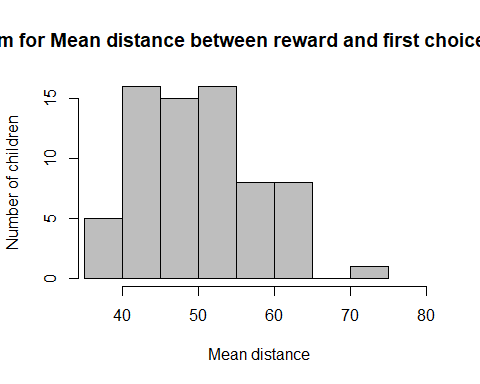 m for Mean distance between reward and first choice
Number of children
0 5 10 15
40 50 60 70 80
Mean distance